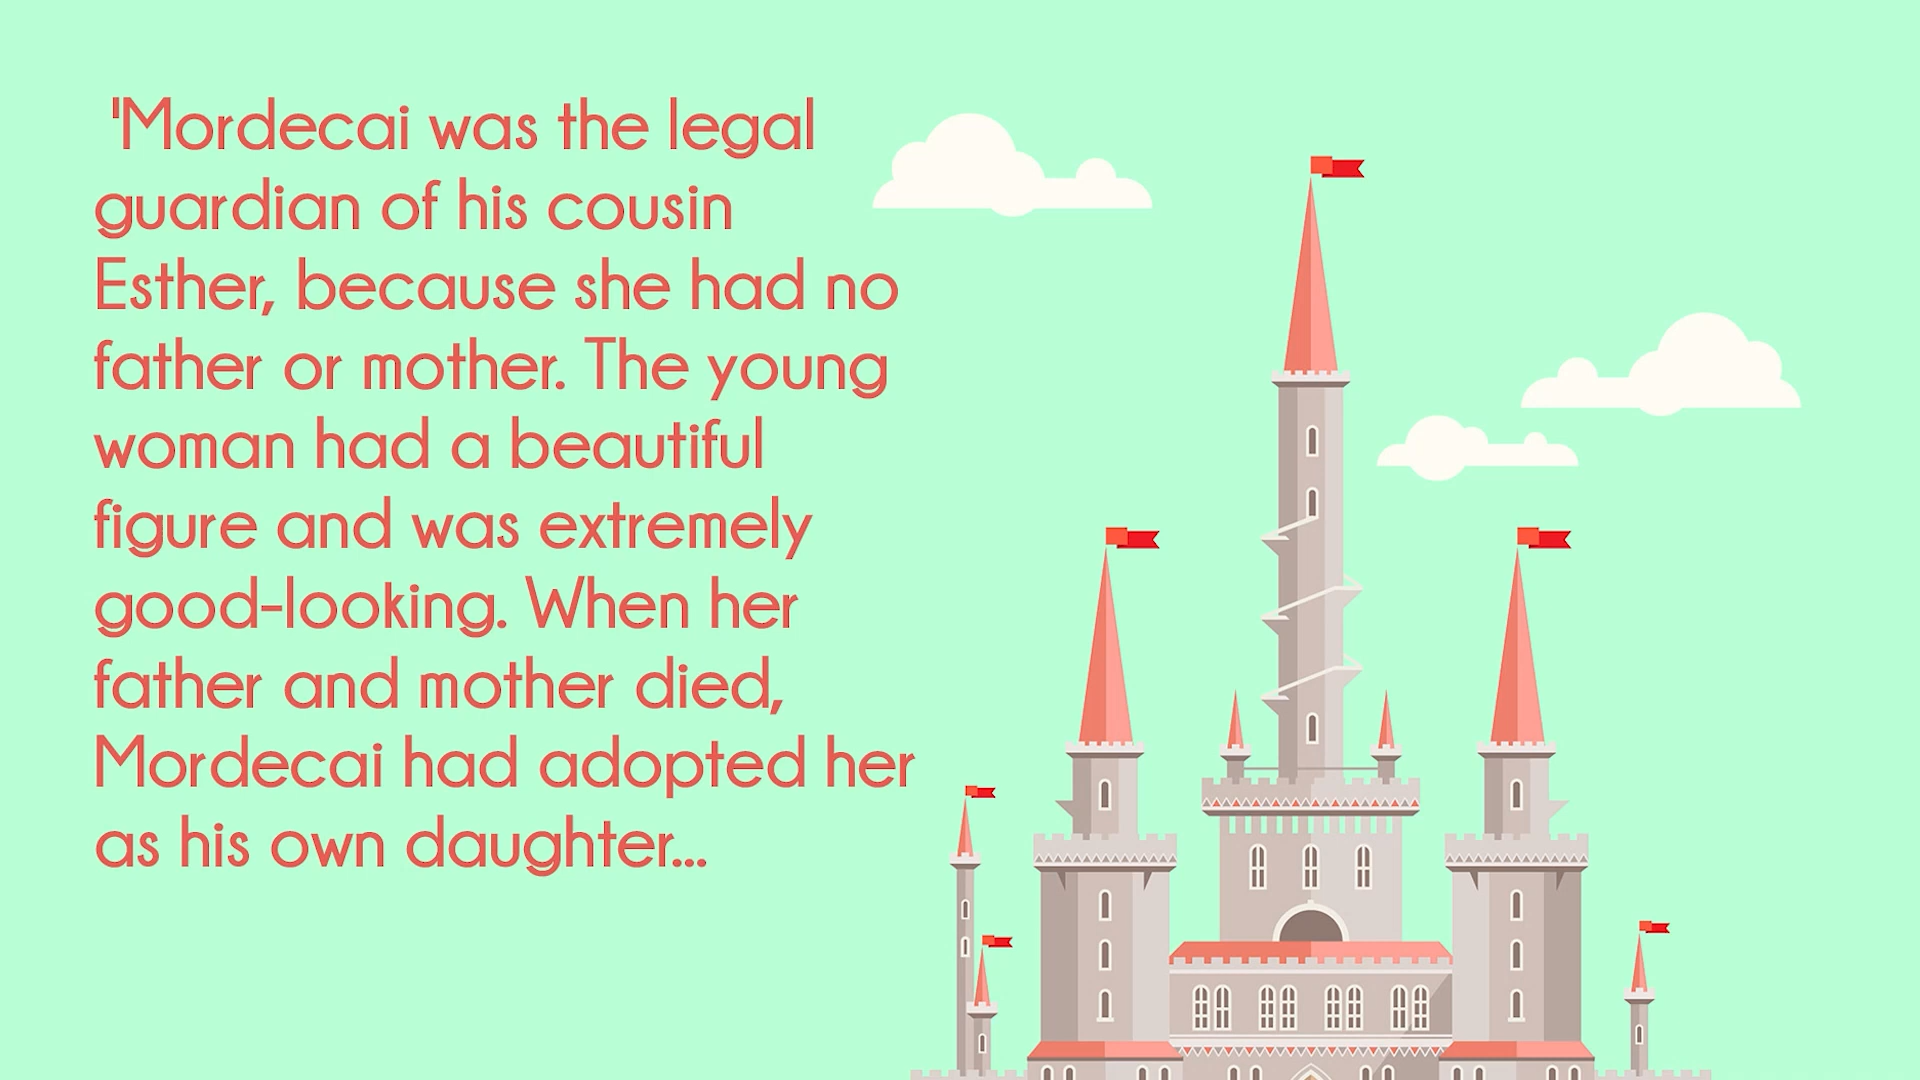 'Mordecai was the legal
guardian of his cousin
Esther, because she had no
father or mother. The young
woman had a beautiful
figure and was extremely
good-looking. When her
father and mother died,
Mordecai had adopted her
as his own daughter...